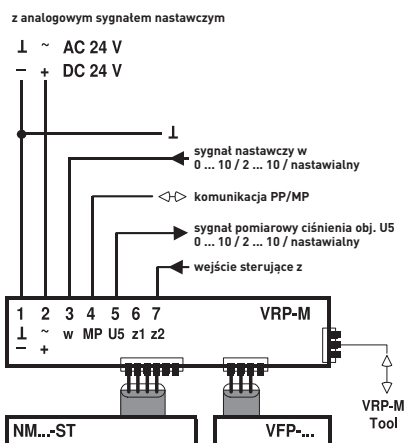 z analogowym sygnałem nastawczym
⊥ ~ AC 24 V
– + DC 24 V
⊥
sygnał nastawczy w
0 ... 10 / 2 ... 10 / nastawialny
komunikacja PP/MP
sygnał pomiarowy ciśnienia obj. U5
0 ... 10 / 2 ... 10 / nastawialny
wejście sterujące z
1 2 3 4 5 6 7 VRP-M
⊥ ~ w MP U5 z1 z2
– +
VRP-M
Tool
NM...-ST VFP-...